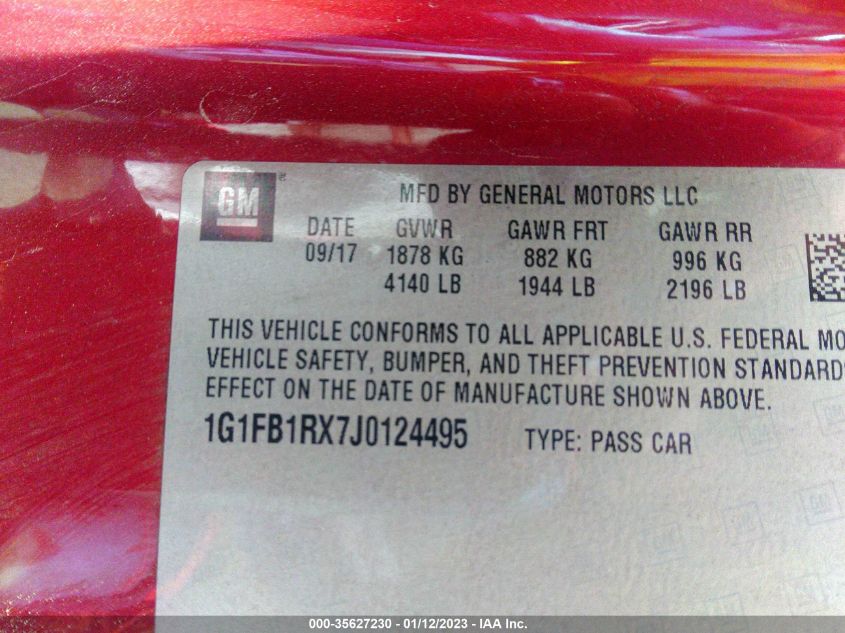 GM
MFD BY GENERAL MOTORS LLC
DATE GVWR GAWR FRT GAWR RR
09/17 1878 KG 882 KG 996 KG
4140 LB 1944 LB 2196 LB
THIS VEHICLE CONFORMS TO ALL APPLICABLE U.S. FEDERAL MO
VEHICLE SAFETY, BUMPER, AND THEFT PREVENTION STANDARD
EFFECT ON THE DATE OF MANUFACTURE SHOWN ABOVE.
1G1FB1RX7J0124495 TYPE: PASS CAR
000-35627230 - 01/12/2023 - IAA Inc.